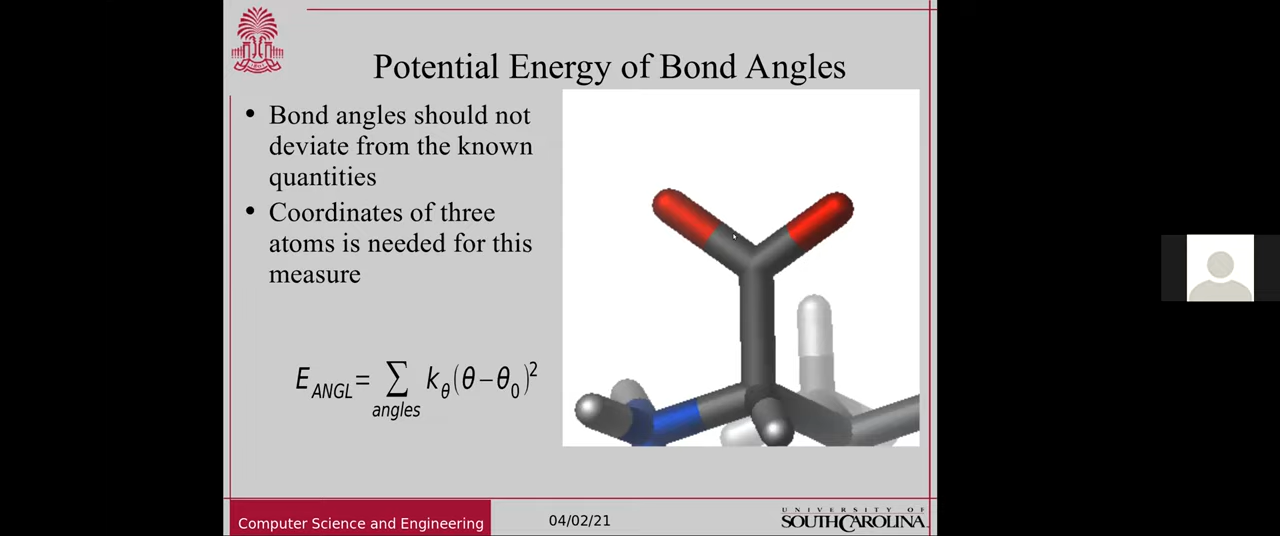 Potential Energy of Bond Angles
• Bond angles should not
deviate from the known
quantities
• Coordinates of three
atoms is needed for this
measure
E_ANGL = ∑_angles k_θ(θ−θ_0)^2
Computer Science and Engineering
04/02/21
UNIVERSITY OF
SOUTH CAROLINA